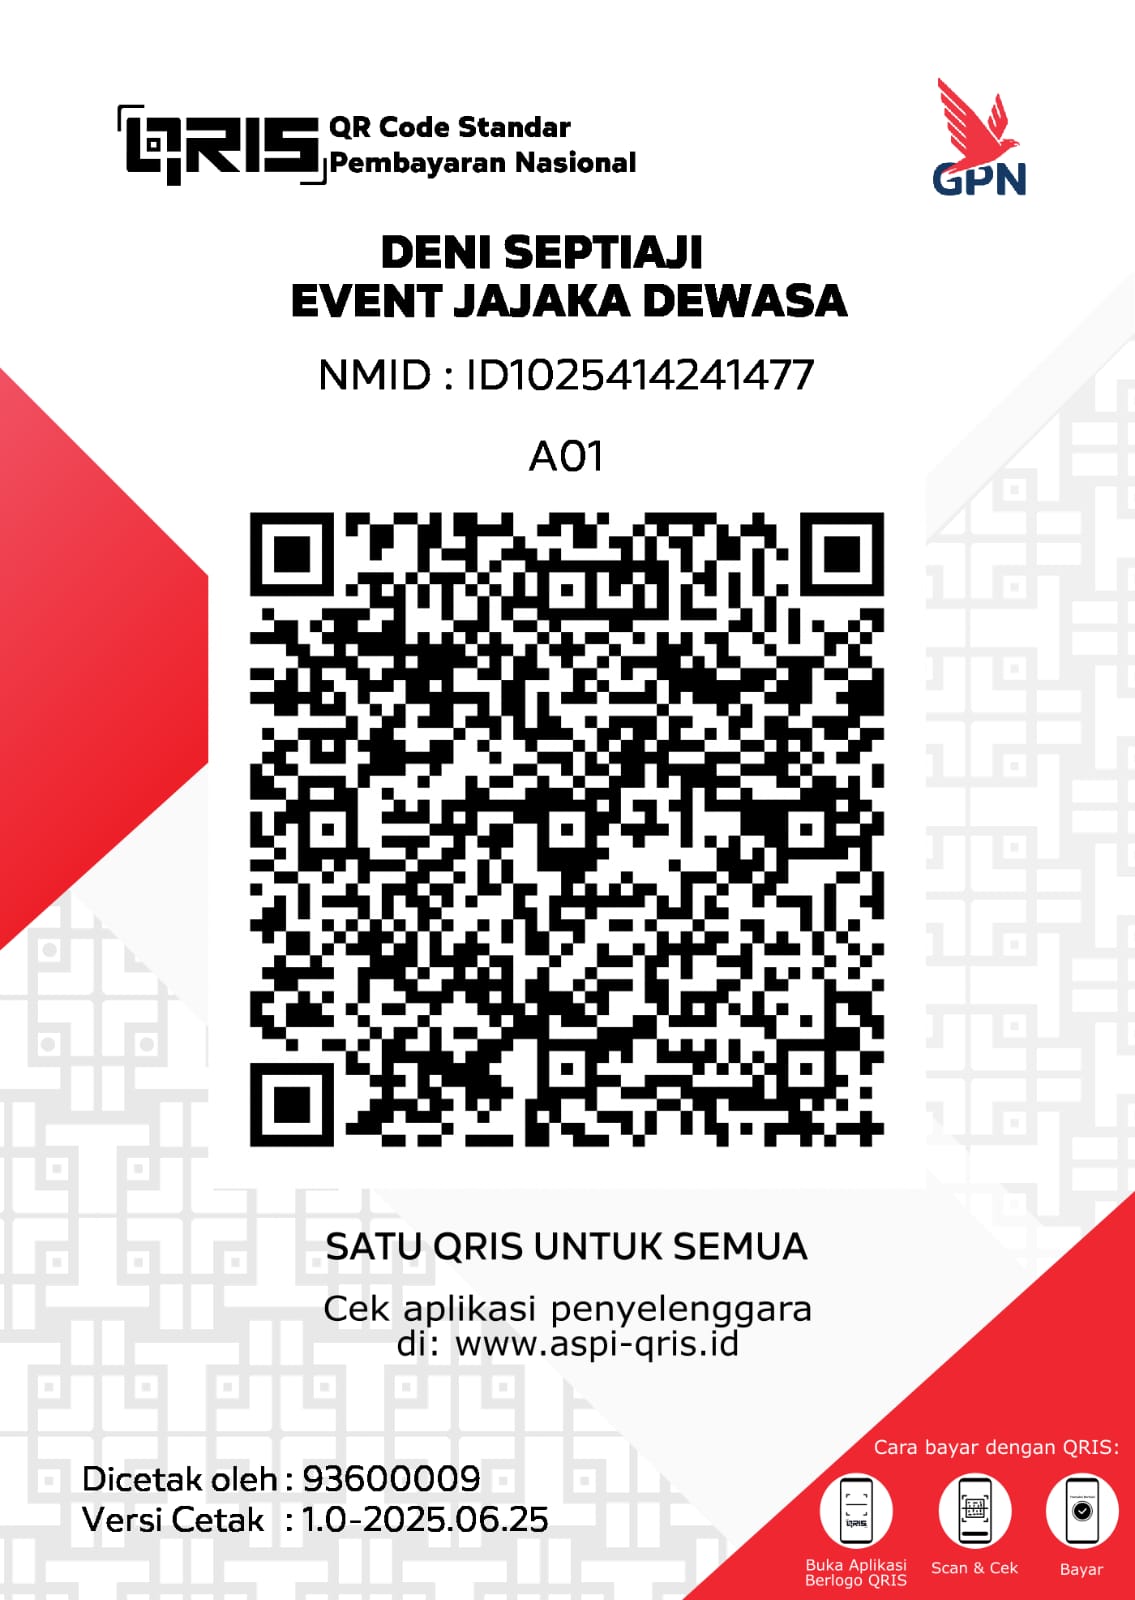 QRIS QR Code Standar
Pembayaran Nasional
GPN
DENI SEPTIAJI
EVENT JAJAKA DEWASA
NMID : ID1025414241477
A01
SATU QRIS UNTUK SEMUA
Cek aplikasi penyelenggara
di: www.aspi-qris.id
Dicetak oleh : 93600009
Versi Cetak : 1.0-2025.06.25
Cara bayar dengan QRIS:
QRIS
Buka Aplikasi
Berlogo QRIS
Scan & Cek
Bayar